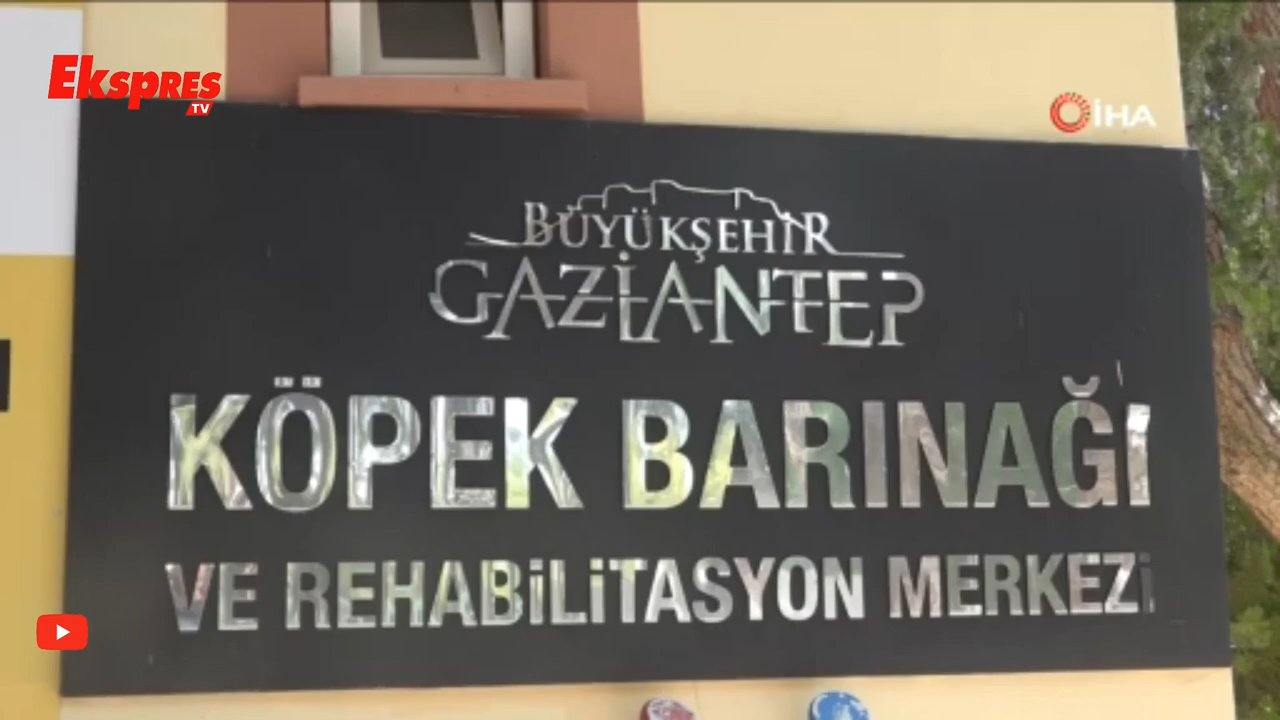 Ekspres
TV
İHA
BÜYÜKŞEHİR
GAZİANTEP
KÖPEK BARINAĞI
VE REHABİLİTASYON MERKEZİ